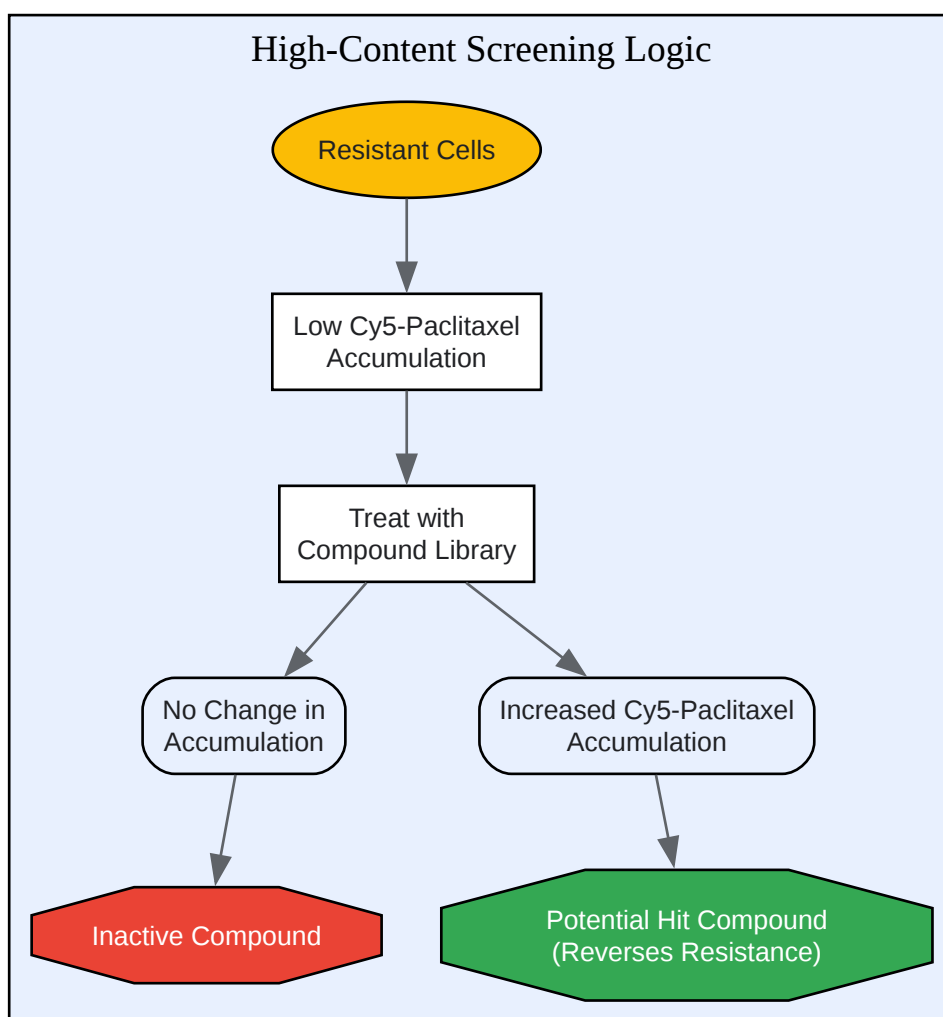 High-Content Screening Logic
Resistant Cells
Low Cy5-Paclitaxel
Accumulation
Treat with
Compound Library
No Change in
Accumulation
Increased Cy5-Paclitaxel
Accumulation
Inactive Compound
Potential Hit Compound
(Reverses Resistance)